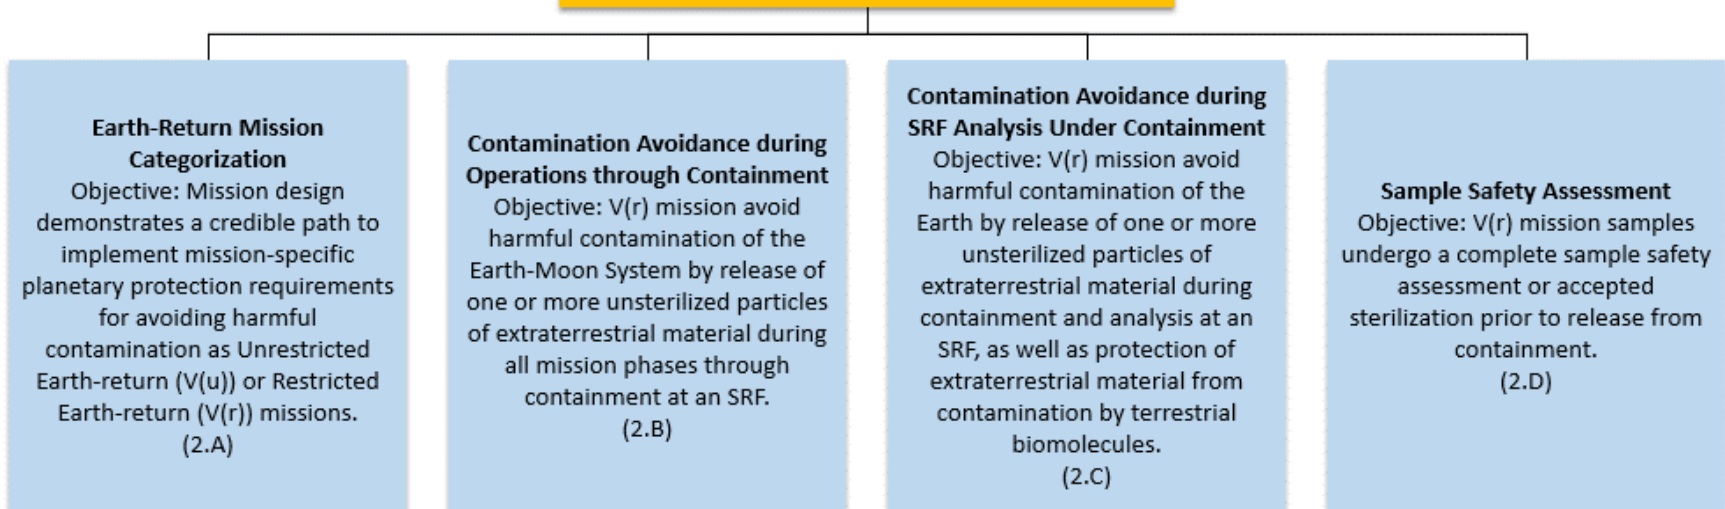 Earth-Return Mission
Categorization
Objective: Mission design
demonstrates a credible path to
implement mission-specific
planetary protection requirements
for avoiding harmful
contamination as Unrestricted
Earth-return (V(u)) or Restricted
Earth-return (V(r)) missions.
(2.A)
Contamination Avoidance during
Operations through Containment
Objective: V(r) mission avoid
harmful contamination of the
Earth-Moon System by release of
one or more unsterilized particles
of extraterrestrial material during
all mission phases through
containment at an SRF.
(2.B)
Contamination Avoidance during
SRF Analysis Under Containment
Objective: V(r) mission avoid
harmful contamination of the
Earth by release of one or more
unsterilized particles of
extraterrestrial material during
containment and analysis at an
SRF, as well as protection of
extraterrestrial material from
contamination by terrestrial
biomolecules.
(2.C)
Sample Safety Assessment
Objective: V(r) mission samples
undergo a complete sample safety
assessment or accepted
sterilization prior to release from
containment.
(2.D)